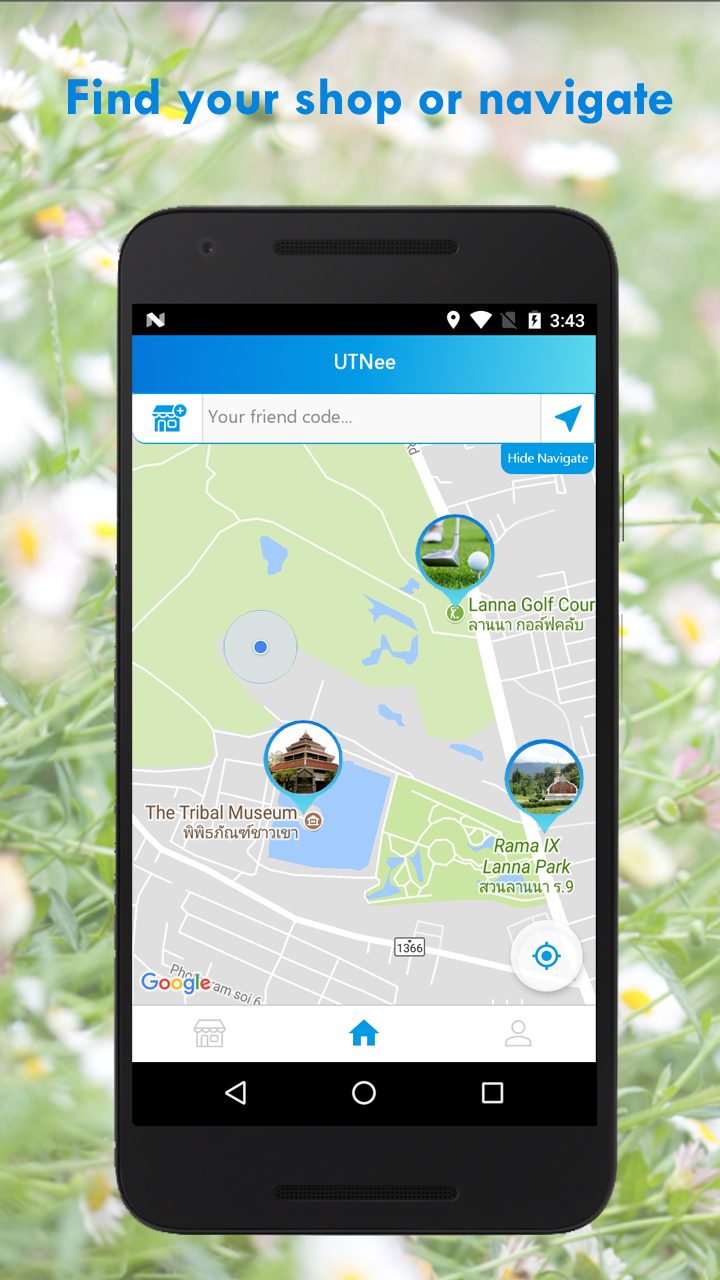 Find your shop or navigate
3:43
UTNee
Your friend code...
Hide Navigate
Rd
Lanna Golf Cour
ลานนา กอล์ฟคลับ
The Tribal Museum
พิพิธภัณฑ์ชาวเขา
Rama IX
Lanna Park
สวนลานนา ร.9
1366
Google
ram soi 6